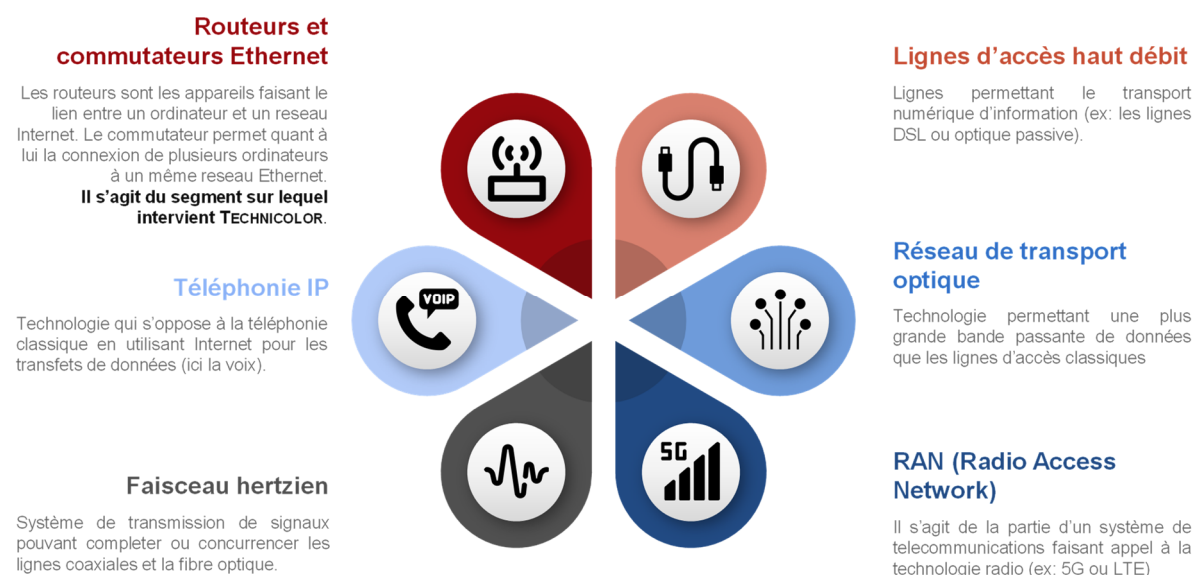 Routeurs et
commutateurs Ethernet
Les routeurs sont les appareils faisant le
lien entre un ordinateur et un reseau
Internet. Le commutateur permet quant à
lui la connexion de plusieurs ordinateurs
à un même reseau Ethernet.
Il s'agit du segment sur lequel
intervient TECHNICOLOR.
Téléphonie IP
Technologie qui s'oppose à la téléphonie
classique en utilisant Internet pour les
transfets de données (ici la voix).
Faisceau hertzien
Système de transmission de signaux
pouvant completer ou concurrencer les
lignes coaxiales et la fibre optique.
VOIP
5G
Lignes d'accès haut débit
Lignes permettant le transport
numérique d'information (ex: les lignes
DSL ou optique passive).
Réseau de transport
optique
Technologie permettant une plus
grande bande passante de données
que les lignes d'accès classiques
RAN (Radio Access
Network)
Il s'agit de la partie d'un système de
telecommunications faisant appel à la
technologie radio (ex: 5G ou LTE)